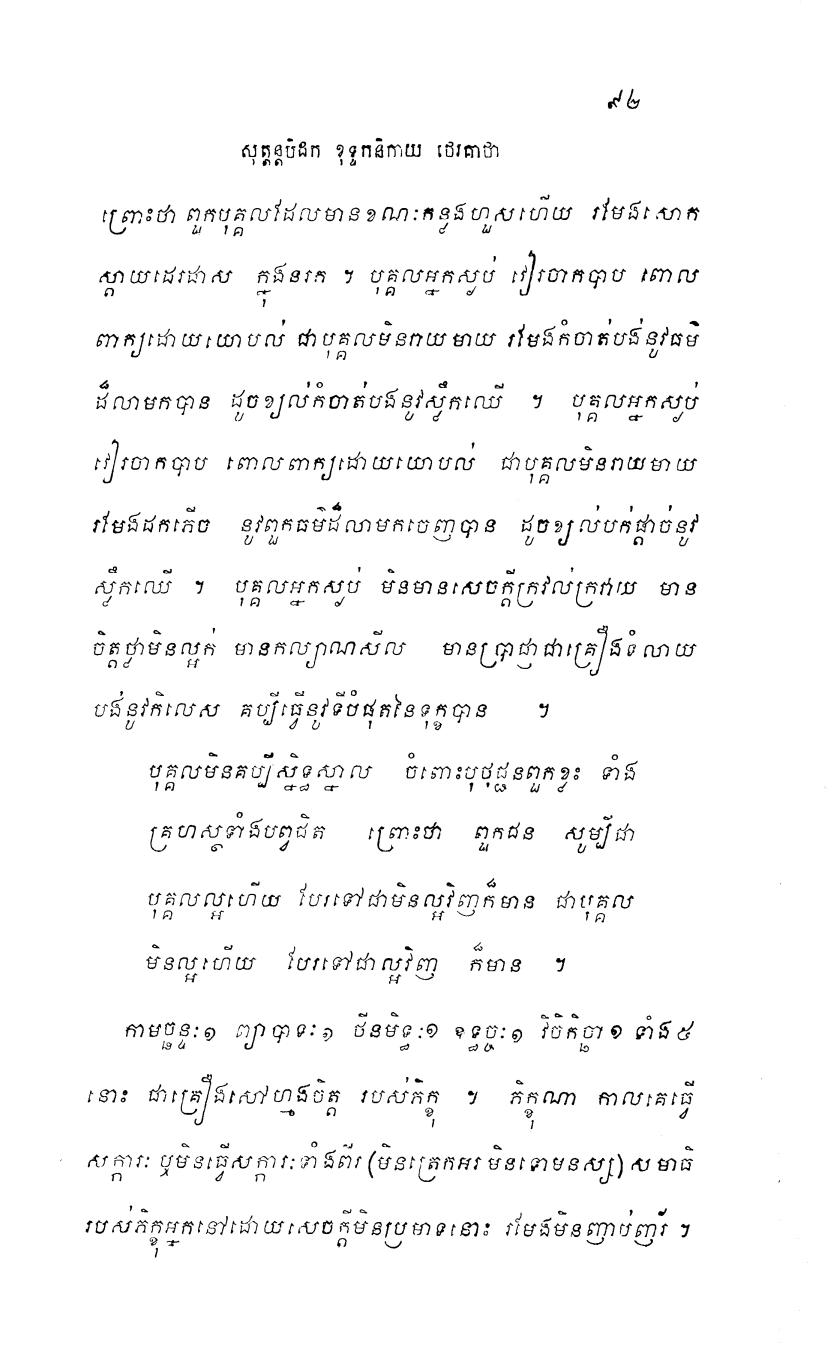 ៩២
សុត្តន្តបិដក ខុទ្ទកនិកាយ ថេរគាថា
ព្រោះថា ពួកបុគ្គលដែលមានខណៈកន្លងហួសហើយ រមែងសោក
ស្តាយដេរដាស ក្នុងនរក ។ បុគ្គលអ្នកស្ងប់ វៀរចាកបាប ពោល
ពាក្យដោយយោបល់ ជាបុគ្គលមិនរាយមាយ រមែងកំចាត់បង់នូវធម៌
ដ៏លាមកបាន ដូចខ្យល់កំចាត់បង់នូវស្លឹកឈើ ។ បុគ្គលអ្នកស្ងប់
វៀរចាកបាប ពោលពាក្យដោយយោបល់ ជាបុគ្គលមិនរាយមាយ
រមែងដកភើច នូវពួកធម៌ដ៏លាមកចេញបាន ដូចខ្យល់បក់ផ្តាច់នូវ
ស្លឹកឈើ ។ បុគ្គលអ្នកស្ងប់ មិនមានសេចក្តីក្រវល់ក្រវាយ មាន
ចិត្តថ្លាមិនល្អក់ មានកល្យាណសីល មានប្រាជ្ញាជាគ្រឿងទំលាយ
បង់នូវកិលេស គប្បីធ្វើនូវទីបំផុតនៃទុក្ខបាន ។
បុគ្គលមិនគប្បីស្និទ្ធស្នាល ចំពោះបុថុជ្ជនពួកខ្លះ ទាំង
គ្រហស្ថទាំងបព្វជិត ព្រោះថា ពួកជន សូម្បីជា
បុគ្គលល្អហើយ បែរទៅជាមិនល្អវិញក៏មាន ជាបុគ្គល
មិនល្អហើយ បែរទៅជាល្អវិញ ក៏មាន ។
កាមច្ឆន្ទៈ១ ព្យាបាទៈ១ ថីនមិទ្ធៈ១ ឧទ្ធច្ចៈ១ វិចិកិច្ឆា១ ទាំង៥
នោះ ជាគ្រឿងសៅហ្មងចិត្ត របស់ភិក្ខុ ។ ភិក្ខុណា កាលគេធ្វើ
សក្ការៈ ឬមិនធ្វើសក្ការៈទាំងពីរ (មិនត្រេកអរ មិនទោមនស្ស) សមាធិ
របស់ភិក្ខុអ្នកនៅដោយសេចក្តីមិនប្រមាទនោះ រមែងមិនញាប់ញ័រ ។